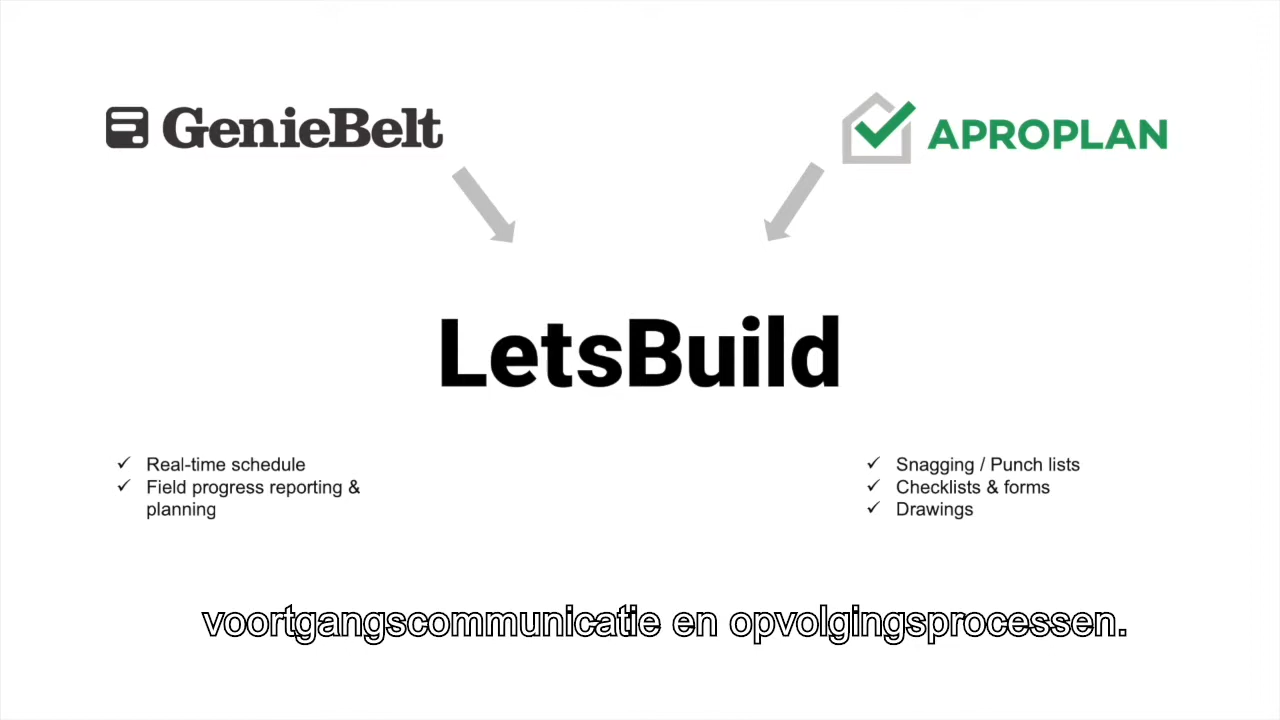 GenieBelt
APROPLAN
LetsBuild
✓ Real-time schedule
✓ Field progress reporting &
planning
✓ Snagging / Punch lists
✓ Checklists & forms
✓ Drawings
voortgangscommunicatie en opvolgingsprocessen.